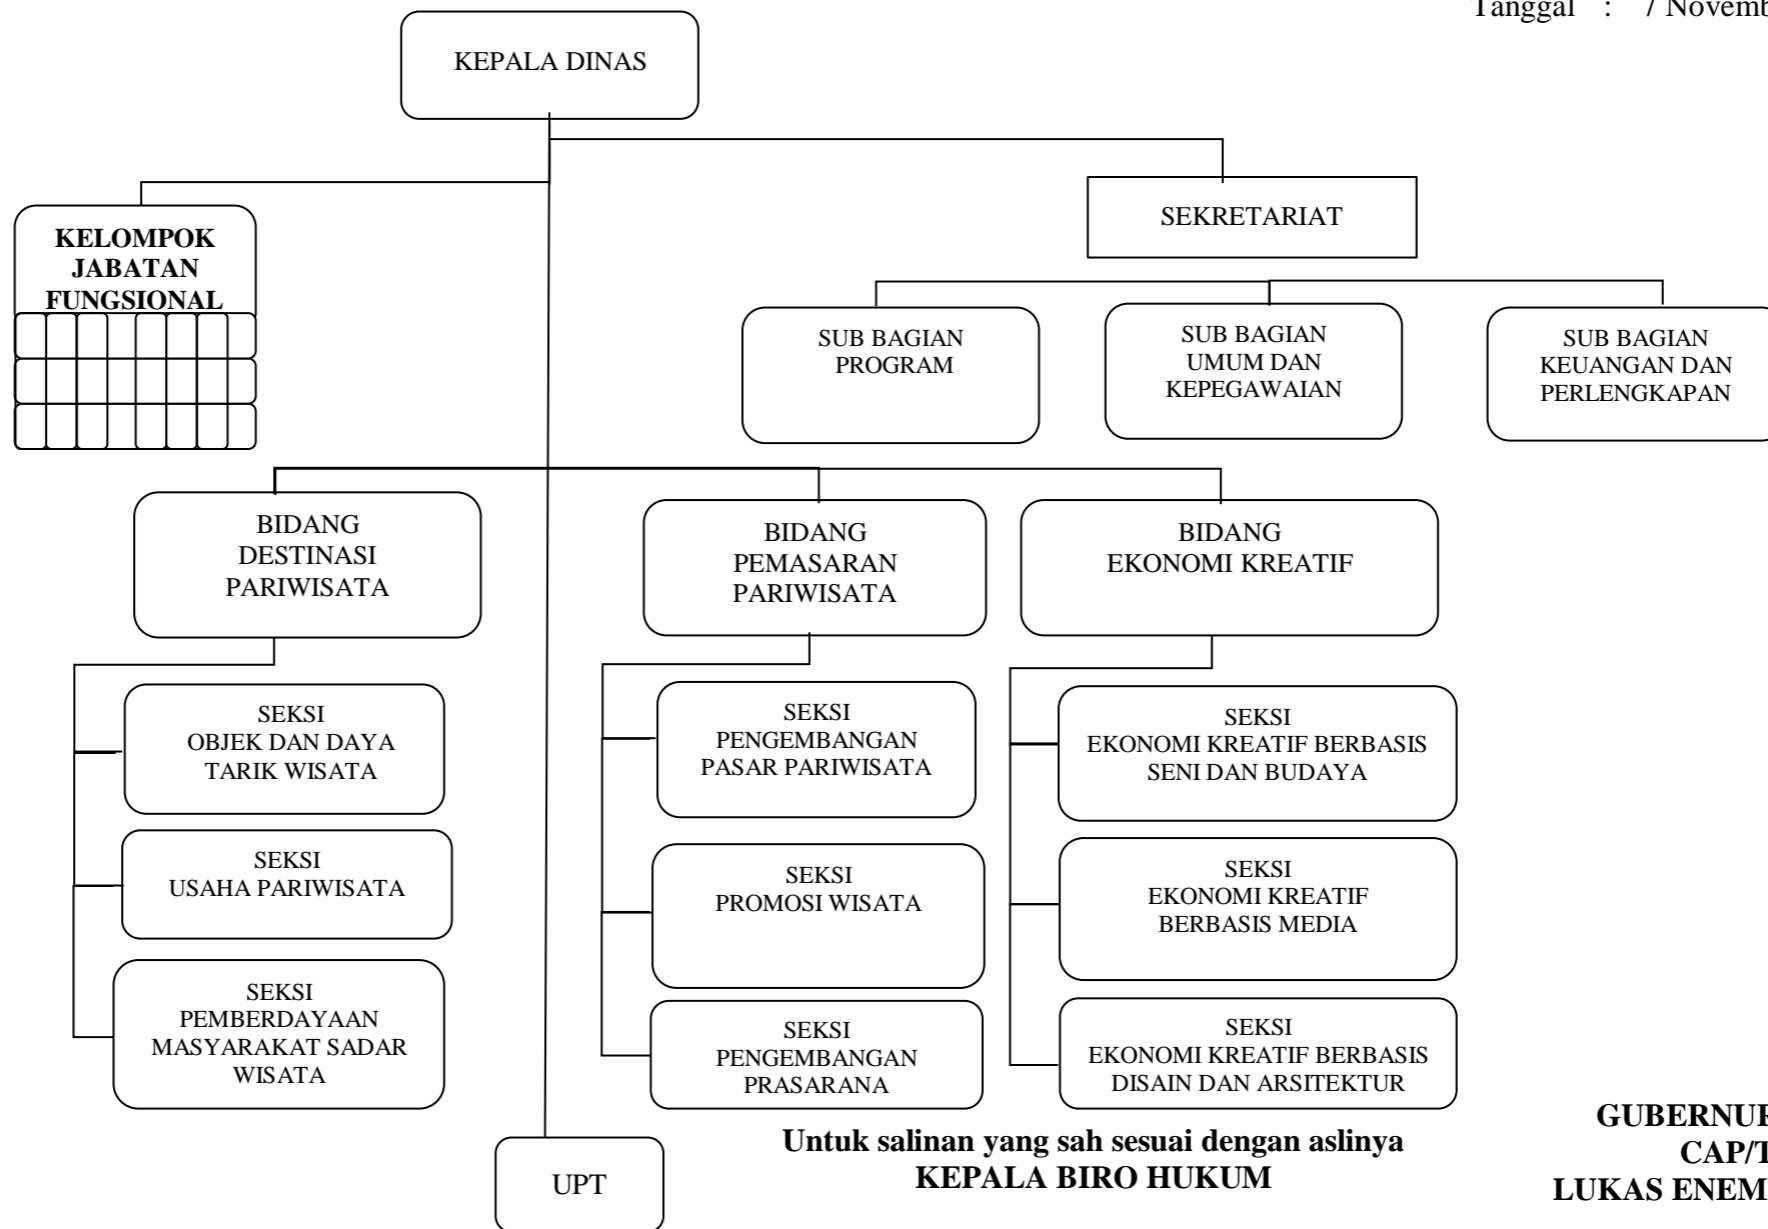 Tanggal :
KEPALA DINAS
SEKRETARIAT
KELOMPOK
JABATAN
FUNGSIONAL
SUB BAGIAN
PROGRAM
SUB BAGIAN
UMUM DAN
KEPEGAWAIAN
SUB BAGIAN
KEUANGAN DAN
PERLENGKAPAN
BIDANG
DESTINASI
PARIWISATA
BIDANG
PEMASARAN
PARIWISATA
BIDANG
EKONOMI KREATIF
SEKSI
OBJEK DAN DAYA
TARIK WISATA
SEKSI
USAHA PARIWISATA
SEKSI
PEMBERDAYAAN
MASYARAKAT SADAR
WISATA
SEKSI
PENGEMBANGAN
PASAR PARIWISATA
SEKSI
PROMOSI WISATA
SEKSI
PENGEMBANGAN
PRASARANA
SEKSI
EKONOMI KREATIF BERBASIS
SENI DAN BUDAYA
SEKSI
EKONOMI KREATIF
BERBASIS MEDIA
SEKSI
EKONOMI KREATIF BERBASIS
DISAIN DAN ARSITEKTUR
UPT
Untuk salinan yang sah sesuai dengan aslinya
KEPALA BIRO HUKUM
GUBERNUR
CAP/T
LUKAS ENEM